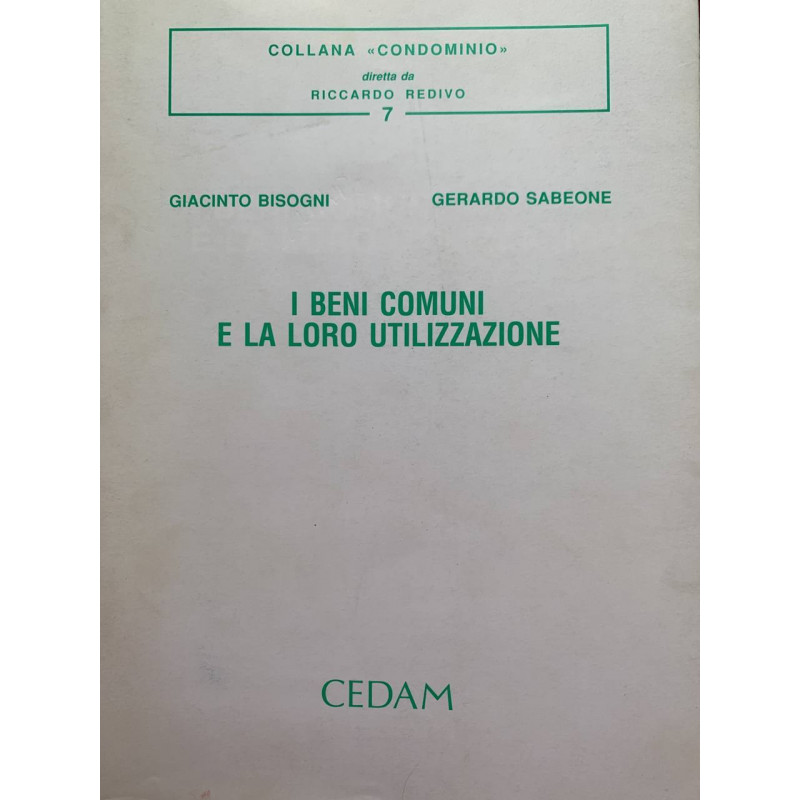 COLLANA «CONDOMINIO»
diretta da
RICCARDO REDIVO
7
GIACINTO BISOGNI GERARDO SABEONE
I BENI COMUNI
E LA LORO UTILIZZAZIONE
CEDAM